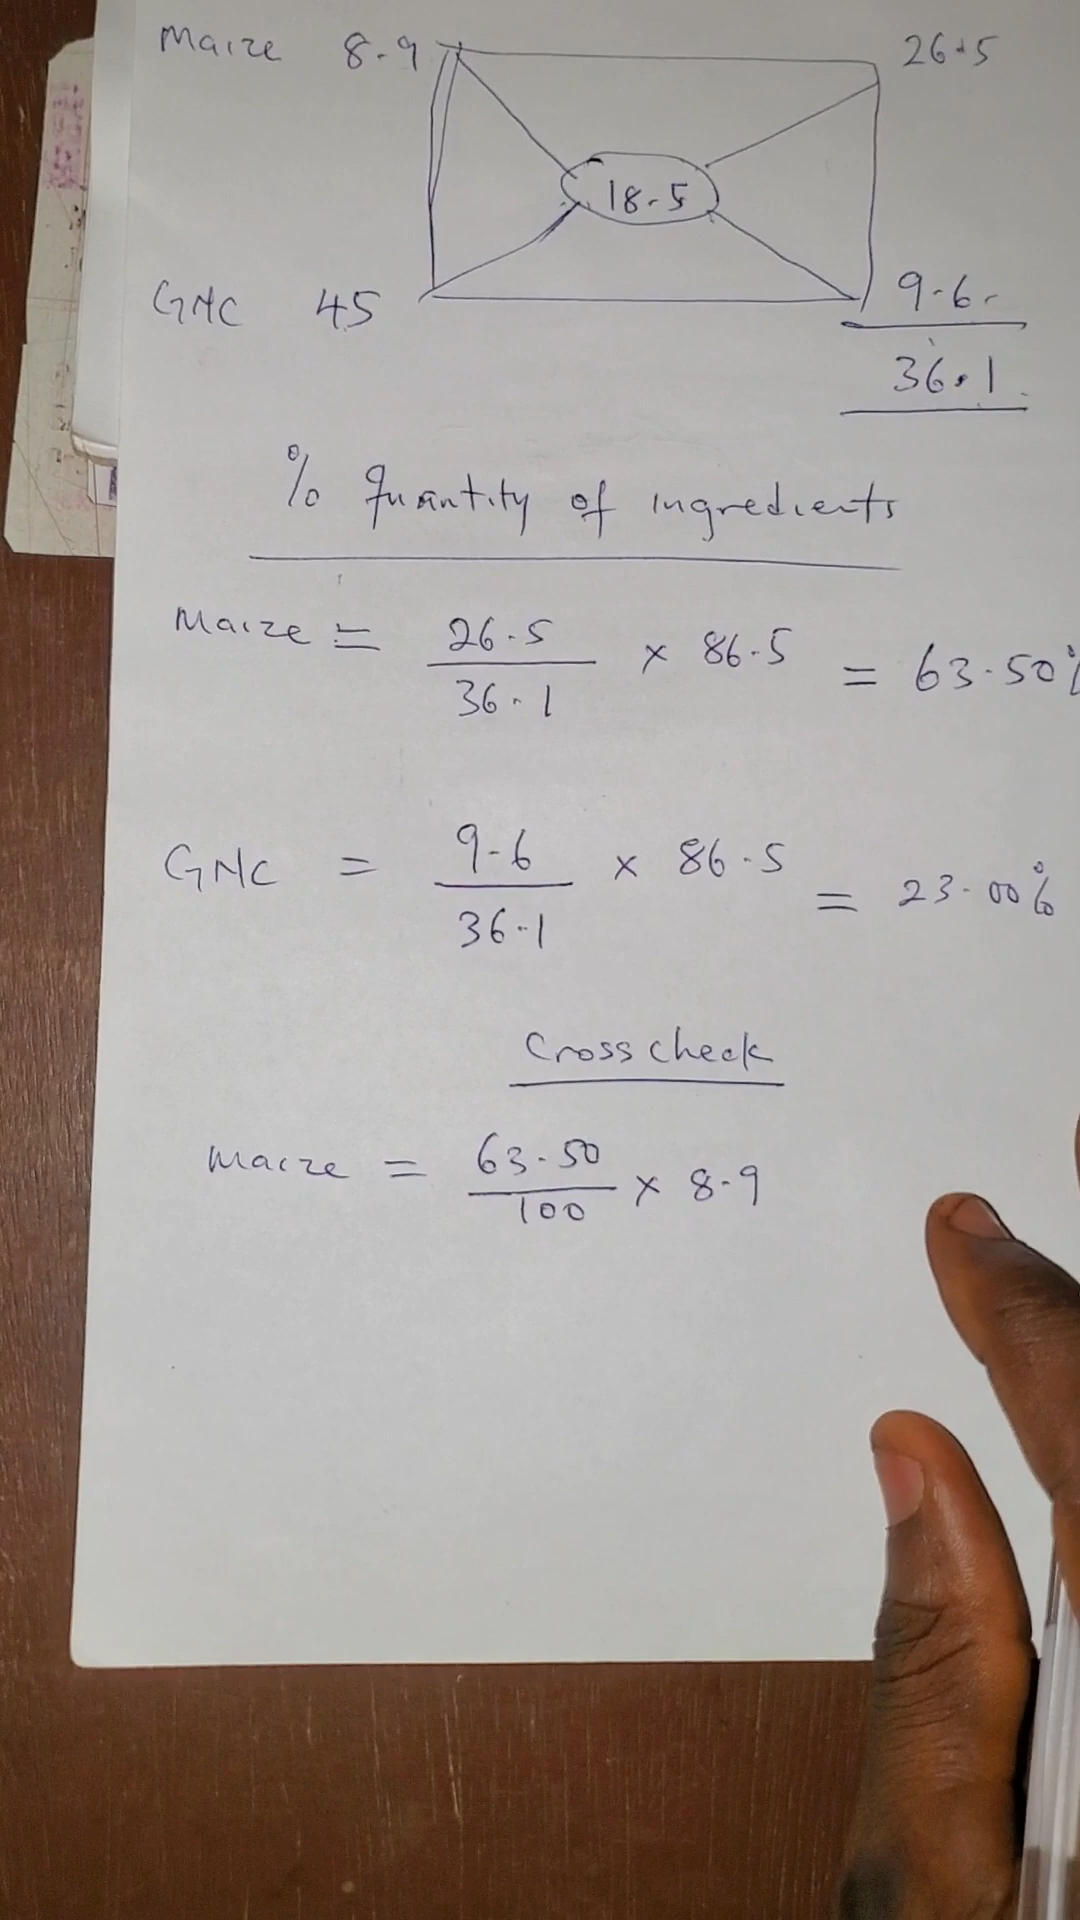 Maize 8.9 26.5
18.5
GNC 45 9.6
36.1
% Quantity of ingredients
Maize = 26.5 / 36.1 x 86.5 = 63.50%
GNC = 9.6 / 36.1 x 86.5 = 23.00%
Cross check
Maize = 63.50 / 100 x 8.9